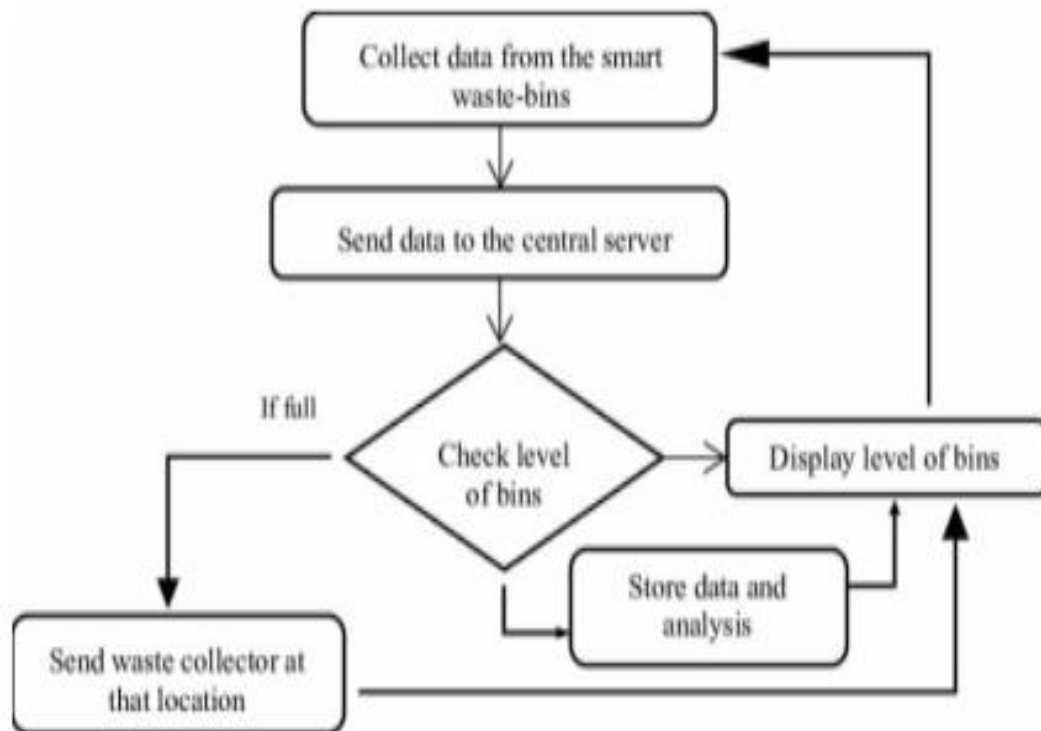 Collect data from the smart
waste-bins
Send data to the central server
If full
Check level
of bins
Display level of bins
Store data and
analysis
Send waste collector at
that location